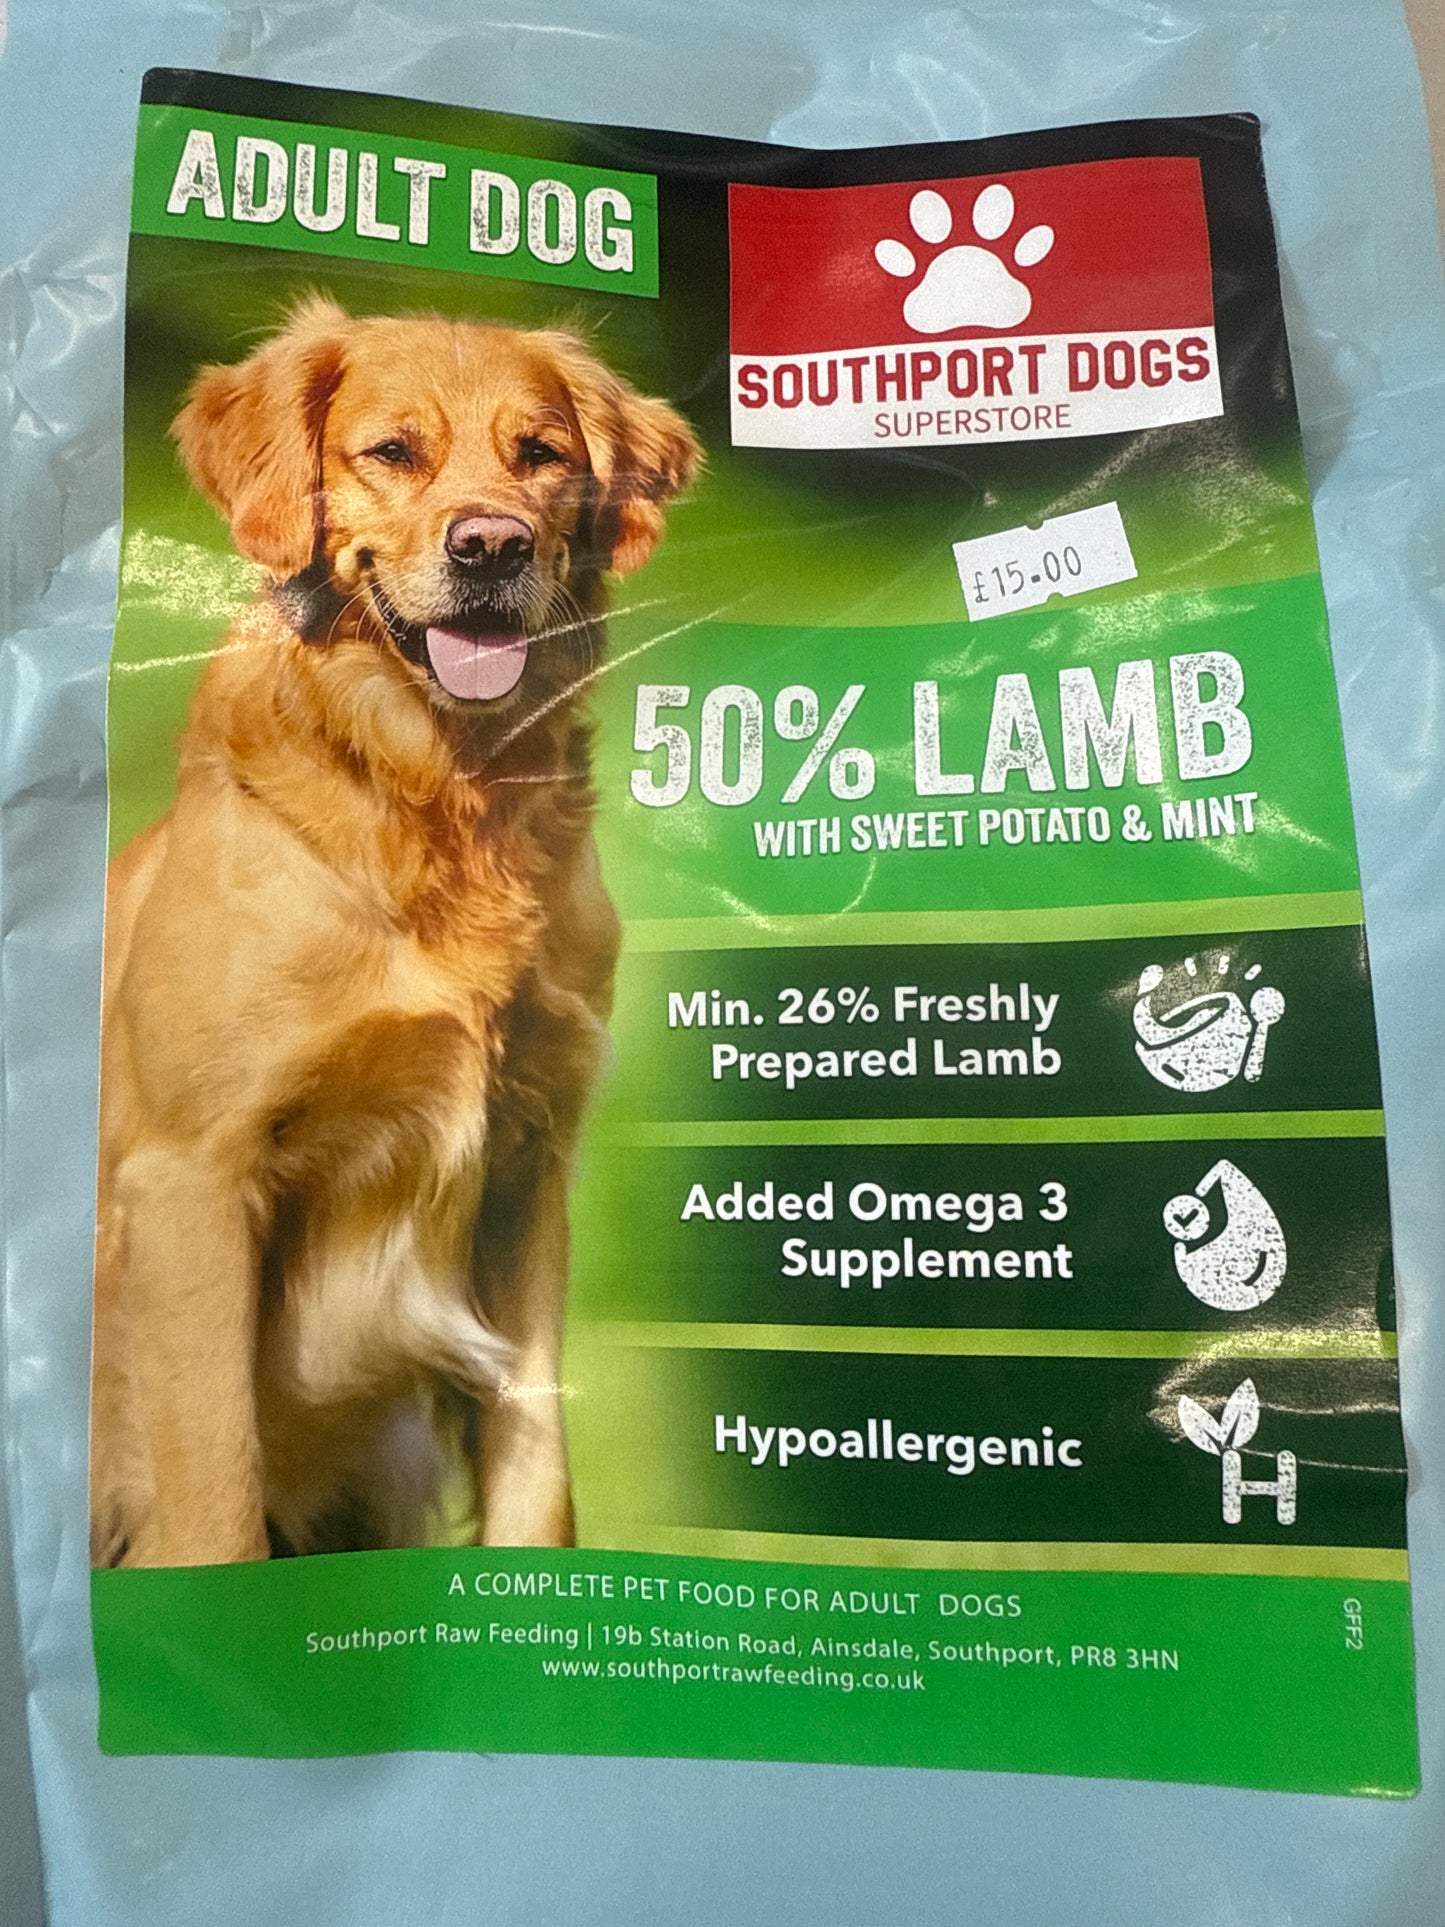 ADULT DOG
SOUTHPORT DOGS
SUPERSTORE
£15.00
50% LAMB
WITH SWEET POTATO & MINT
Min. 26% Freshly
Prepared Lamb
Added Omega 3
Supplement
Hypoallergenic
H
A COMPLETE PET FOOD FOR ADULT DOGS
Southport Raw Feeding | 19b Station Road, Ainsdale, Southport, PR8 3HN
www.southportrawfeeding.co.uk
GFF2